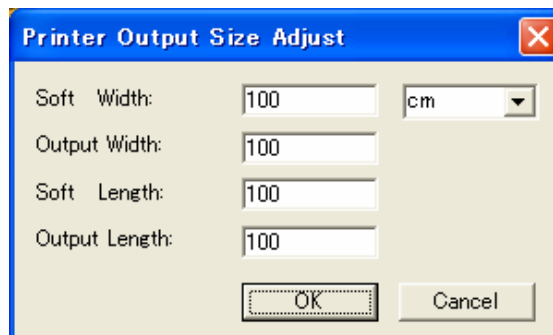 Printer Output Size Adjust
Soft Width: 100 cm
Output Width: 100
Soft Length: 100
Output Length: 100
OK Cancel